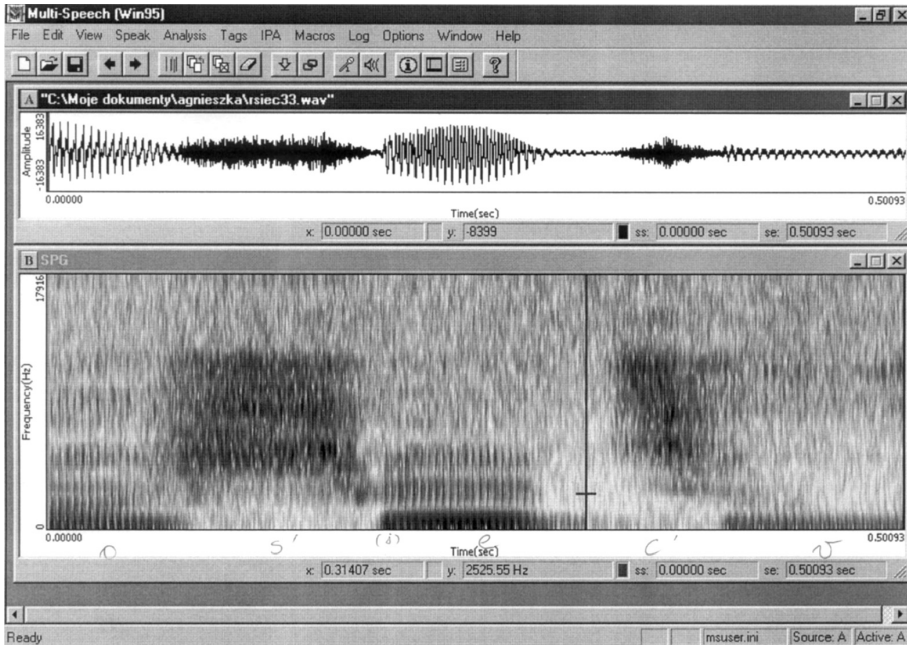 Multi-Speech (Win95)
File Edit View Speak Analysis Tags IPA Macros Log Options Window Help
A "C:\Moje dokumenty\agnieszka\rsiec33.wav"
16383
Amplitude
-16383
0.00000 0.50093
Time(sec)
x: 0.00000 sec y: -8399 ss: 0.00000 sec se: 0.50093 sec
B SPG
17916
Frequency(Hz)
0
0.00000 0.50093
s' e c'
Time(sec)
x: 0.31407 sec y: 2525.55 Hz ss: 0.00000 sec se: 0.50093 sec
Ready msuser.ini Source: A Active: A